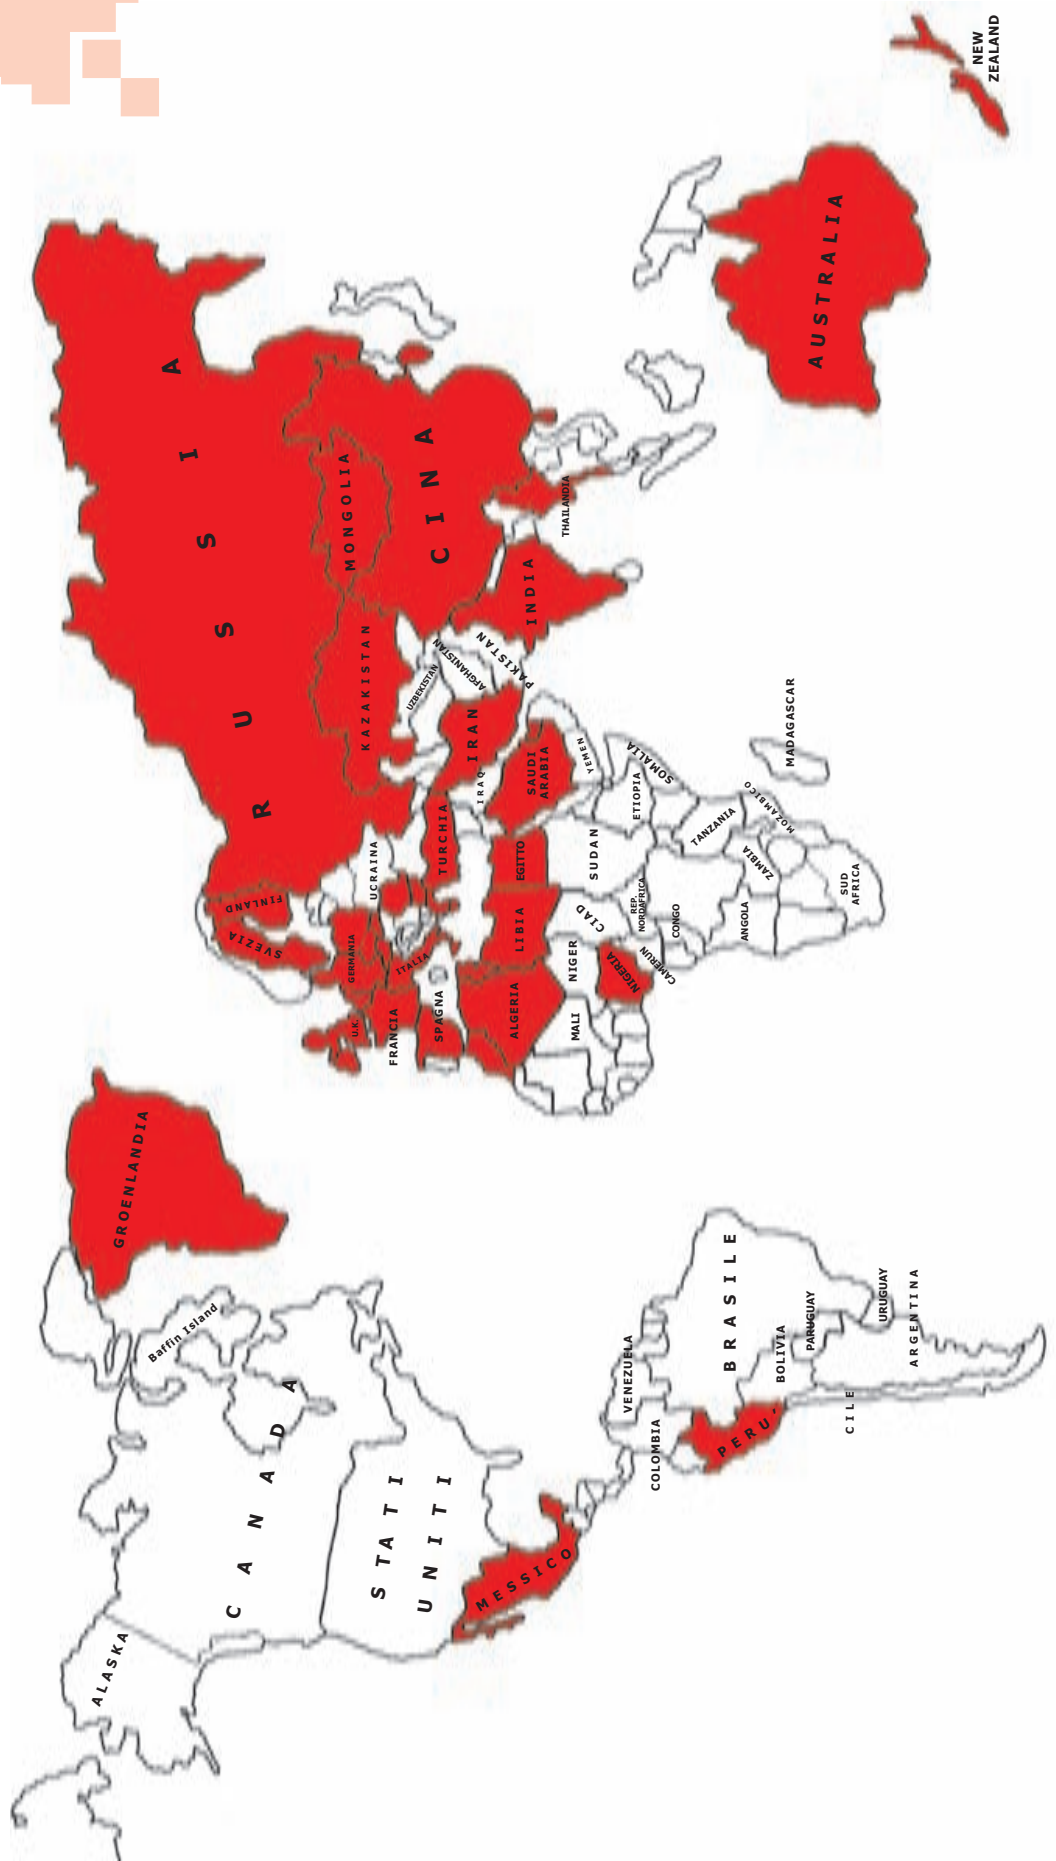 ALASKA
CANADA
Baffin Island
GROENLANDIA
STATI
UNITI
MESSICO
VENEZUELA
COLOMBIA
PERU'
BRASILE
BOLIVIA
PARUGUAY
URUGUAY
ARGENTINA
CILE
SVEZIA
FINLAND
U.K.
GERMANIA
FRANCIA
SPAGNA
ITALIA
UCRAINA
TURCHIA
RUSSIA
KAZAKISTAN
MONGOLIA
CINA
UZBEKISTAN
AFGHANISTAN
PAKISTAN
IRAN
IRAQ
SAUDI
ARABIA
YEMEN
INDIA
THAILANDIA
ALGERIA
LIBIA
EGITTO
MALI
NIGER
CIAD
SUDAN
NIGERIA
CAMERUN
REP.
NORDAFRICA
ETIOPIA
SOMALIA
CONGO
TANZANIA
ANGOLA
ZAMBIA
MOZAMBICO
MADAGASCAR
SUD
AFRICA
AUSTRALIA
NEW
ZEALAND